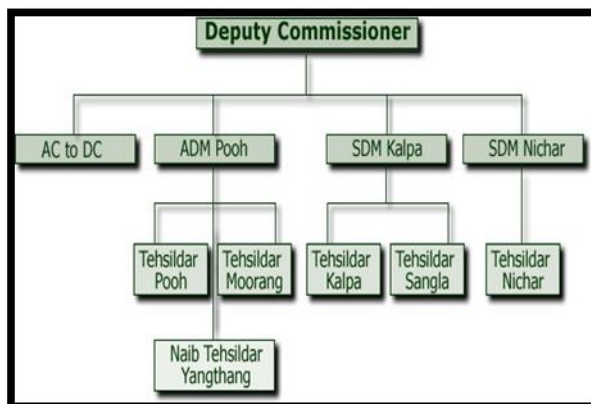 Deputy Commissioner
AC to DC
ADM Pooh
SDM Kalpa
SDM Nichar
Tehsildar
Pooh
Tehsildar
Moorang
Tehsildar
Kalpa
Tehsildar
Sangla
Tehsildar
Nichar
Naib Tehsildar
Yangthang